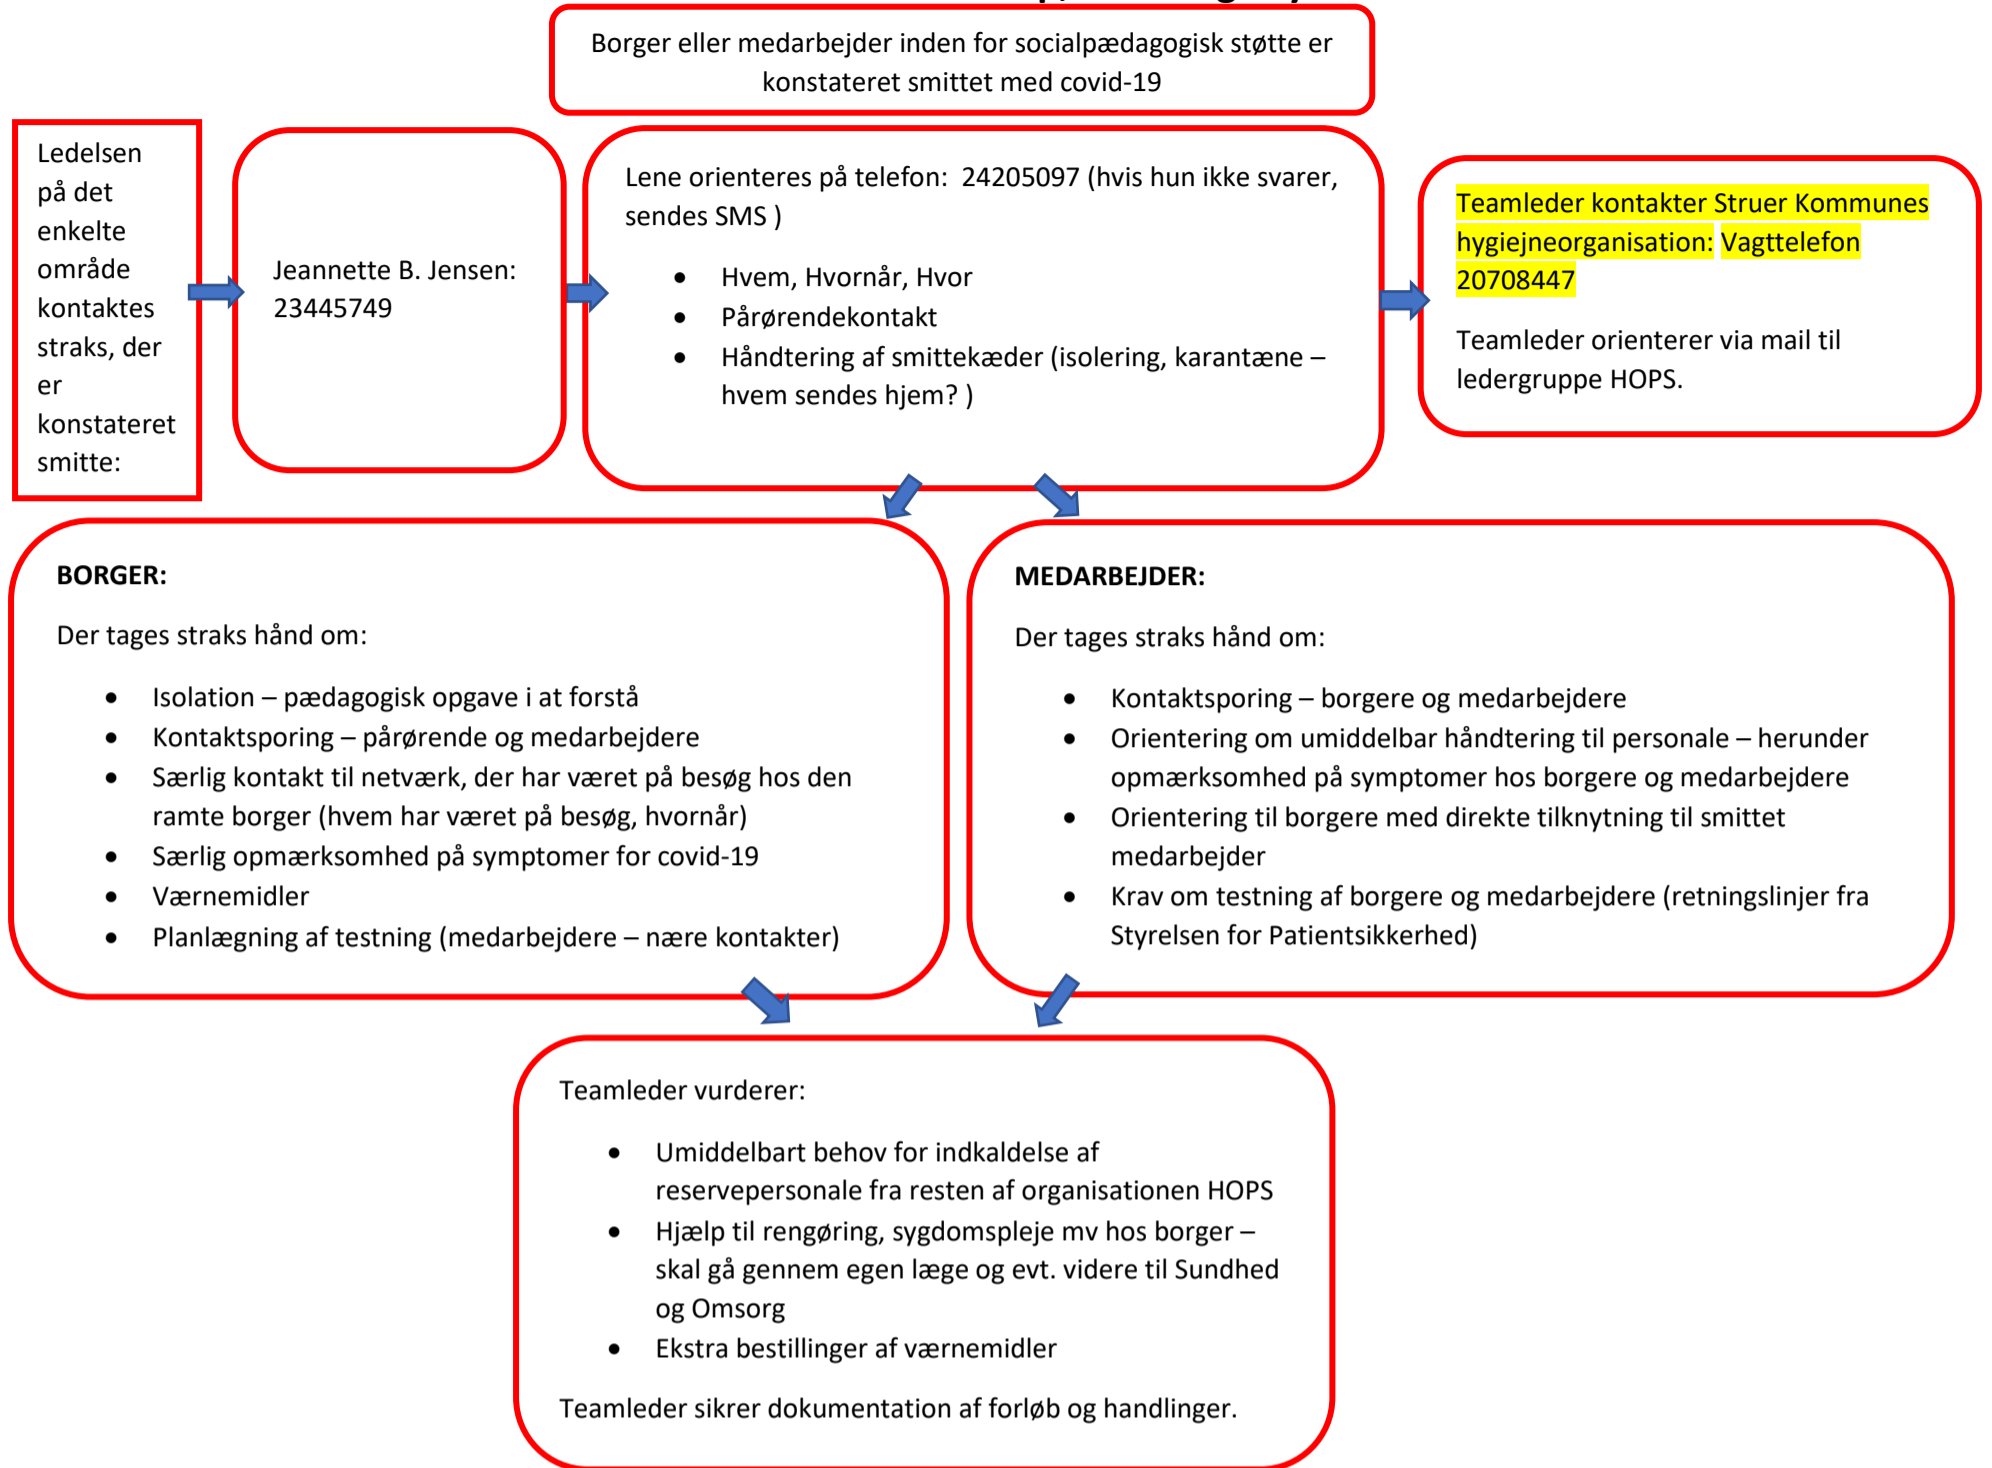 Borger eller medarbejder inden for socialpædagogisk støtte er
konstateret smittet med covid-19
Ledelsen
på det
enkelte
område
kontaktes
straks, der
er
konstateret
smitte:
Jeannette B. Jensen:
23445749
Lene orienteres på telefon:  24205097 (hvis hun ikke svarer,
sendes SMS )
• Hvem, Hvornår, Hvor
• Pårørendekontakt
• Håndtering af smittekæder (isolering, karantæne –
hvem sendes hjem? )
Teamleder kontakter Struer Kommunes
hygiejneorganisation: Vagttelefon
20708447
Teamleder orienterer via mail til
ledergruppe HOPS.
BORGER:
Der tages straks hånd om:
• Isolation – pædagogisk opgave i at forstå
• Kontaktsporing – pårørende og medarbejdere
• Særlig kontakt til netværk, der har været på besøg hos den
ramte borger (hvem har været på besøg, hvornår)
• Særlig opmærksomhed på symptomer for covid-19
• Værnemidler
• Planlægning af testning (medarbejdere – nære kontakter)
MEDARBEJDER:
Der tages straks hånd om:
• Kontaktsporing – borgere og medarbejdere
• Orientering om umiddelbar håndtering til personale – herunder
opmærksomhed på symptomer hos borgere og medarbejdere
• Orientering til borgere med direkte tilknytning til smittet
medarbejder
• Krav om testning af borgere og medarbejdere (retningslinjer fra
Styrelsen for Patientsikkerhed)
Teamleder vurderer:
• Umiddelbart behov for indkaldelse af
reservepersonale fra resten af organisationen HOPS
• Hjælp til rengøring, sygdomspleje mv hos borger –
skal gå gennem egen læge og evt. videre til Sundhed
og Omsorg
• Ekstra bestillinger af værnemidler
Teamleder sikrer dokumentation af forløb og handlinger.